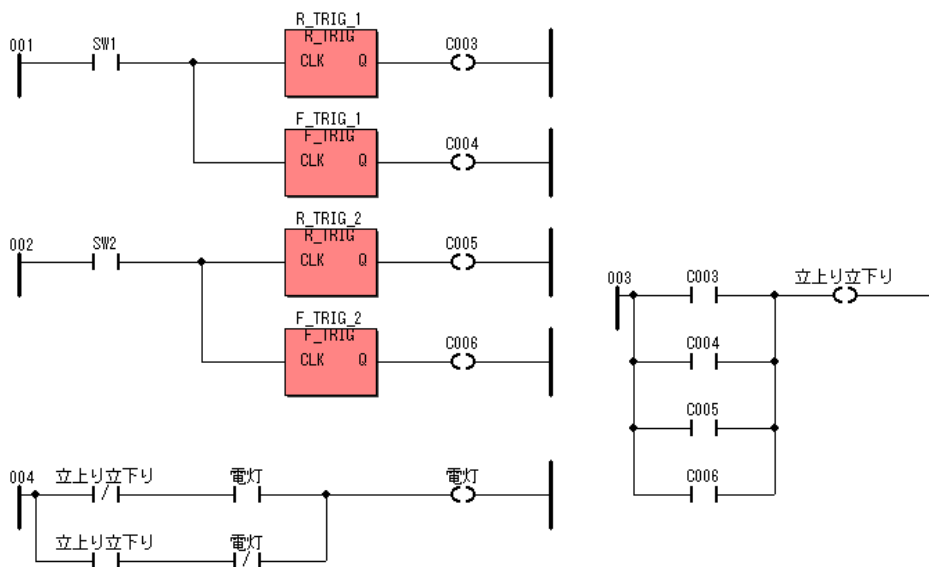 R_TRIG_1
001 SW1 R_TRIG C003
CLK Q
F_TRIG_1
F_TRIG C004
CLK Q
R_TRIG_2
002 SW2 R_TRIG C005
CLK Q
F_TRIG_2
F_TRIG C006
CLK Q
003 C003 立上り立下り
C004
C005
C006
004 立上り立下り 電灯 電灯
立上り立下り 電灯